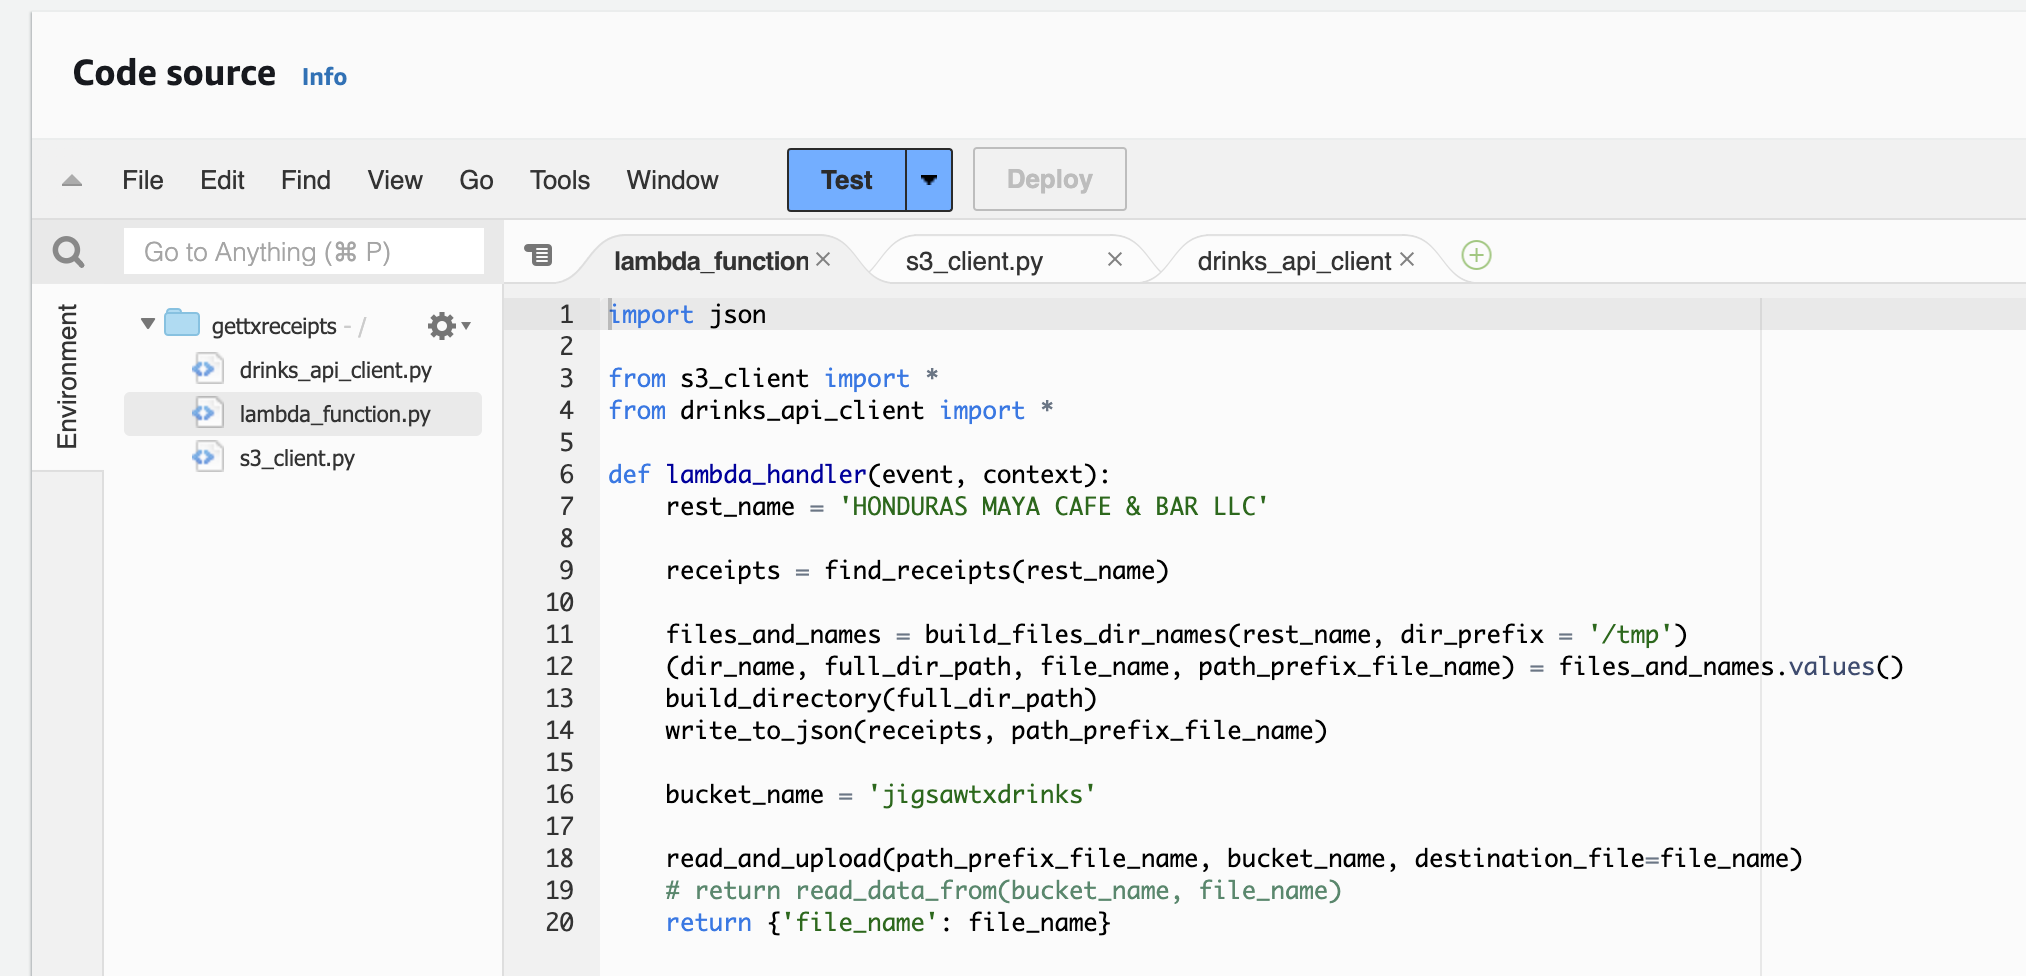 Code source Info
File Edit Find View Go Tools Window Test Deploy
Go to Anything (⌘ P)
lambda_function × s3_client.py × drinks_api_client ×
Environment
gettxreceipts - /
drinks_api_client.py
lambda_function.py
s3_client.py
1 import json
2
3 from s3_client import *
4 from drinks_api_client import *
5
6 def lambda_handler(event, context):
7     rest_name = 'HONDURAS MAYA CAFE & BAR LLC'
8
9     receipts = find_receipts(rest_name)
10
11     files_and_names = build_files_dir_names(rest_name, dir_prefix = '/tmp')
12     (dir_name, full_dir_path, file_name, path_prefix_file_name) = files_and_names.values()
13     build_directory(full_dir_path)
14     write_to_json(receipts, path_prefix_file_name)
15
16     bucket_name = 'jigsawtxdrinks'
17
18     read_and_upload(path_prefix_file_name, bucket_name, destination_file=file_name)
19     # return read_data_from(bucket_name, file_name)
20     return {'file_name': file_name}